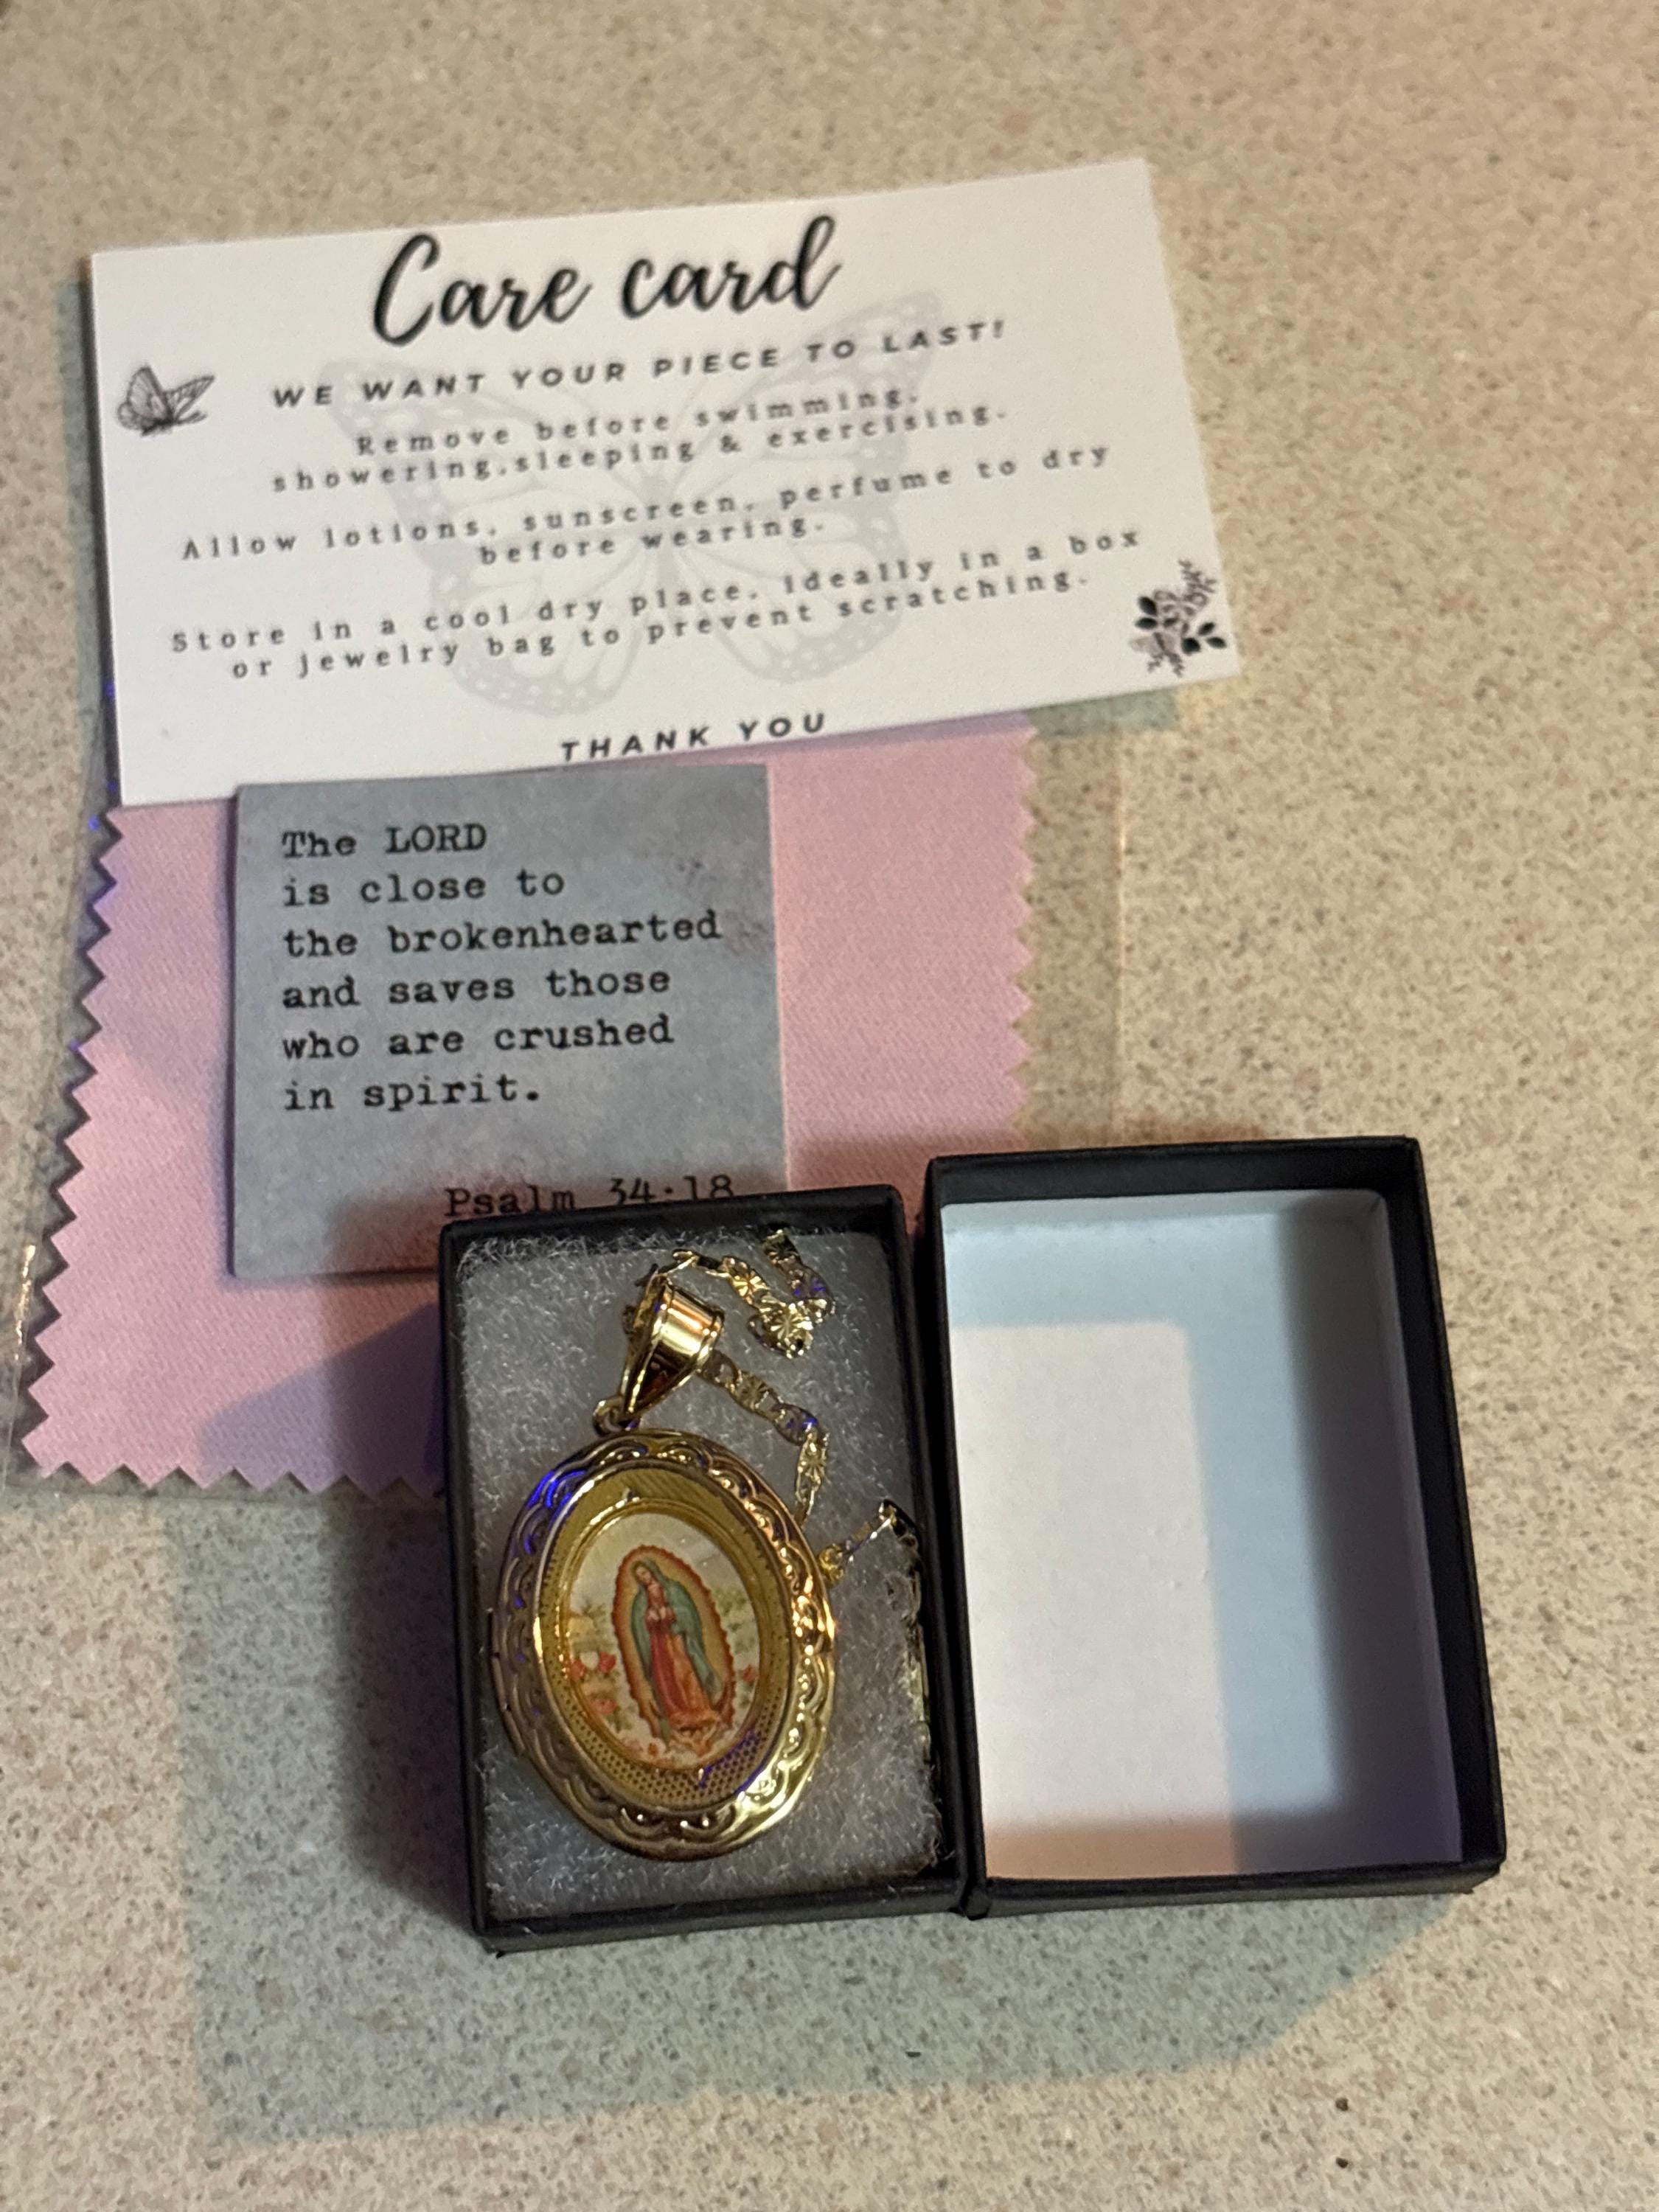 Care card
WE WANT YOUR PIECE TO LAST!
Remove before swimming,
showering,sleeping & exercising.
Allow lotions, sunscreen, perfume to dry
before wearing.
Store in a cool dry place, ideally in a box
or jewelry bag to prevent scratching.
THANK YOU
The LORD
is close to
the brokenhearted
and saves those
who are crushed
in spirit.
Psalm 34:18